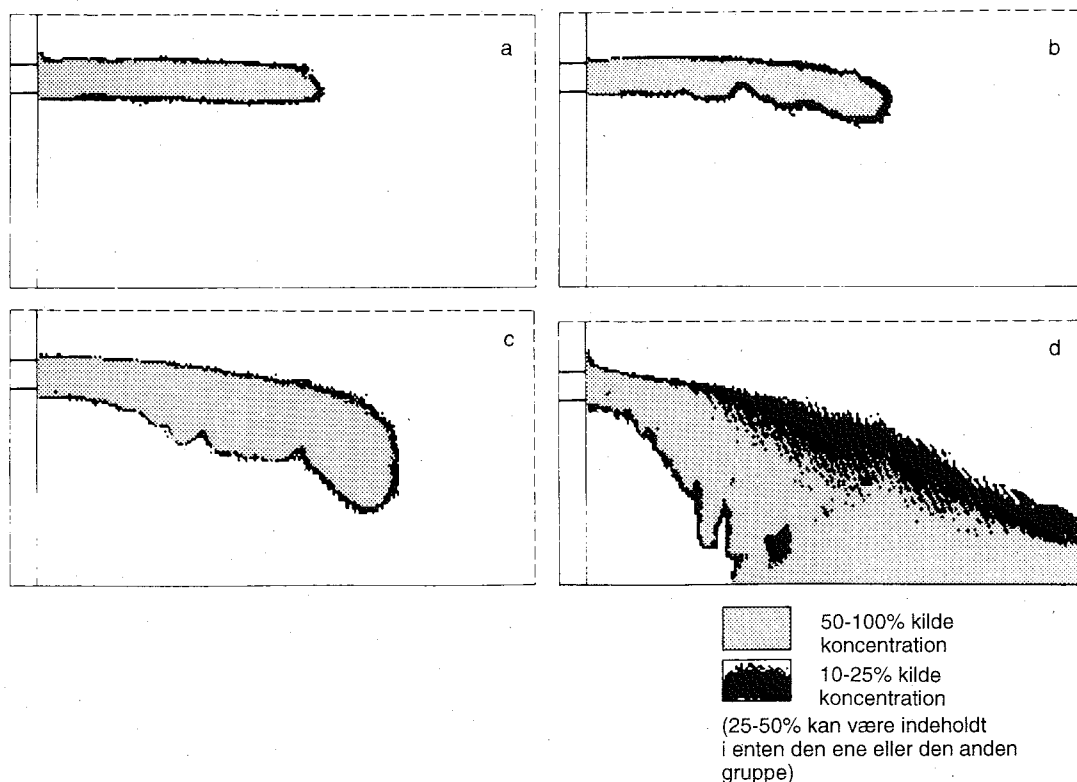 a
b
c
d
50-100% kilde
koncentration
10-25% kilde
koncentration
(25-50% kan være indeholdt
i enten den ene eller den anden
gruppe)